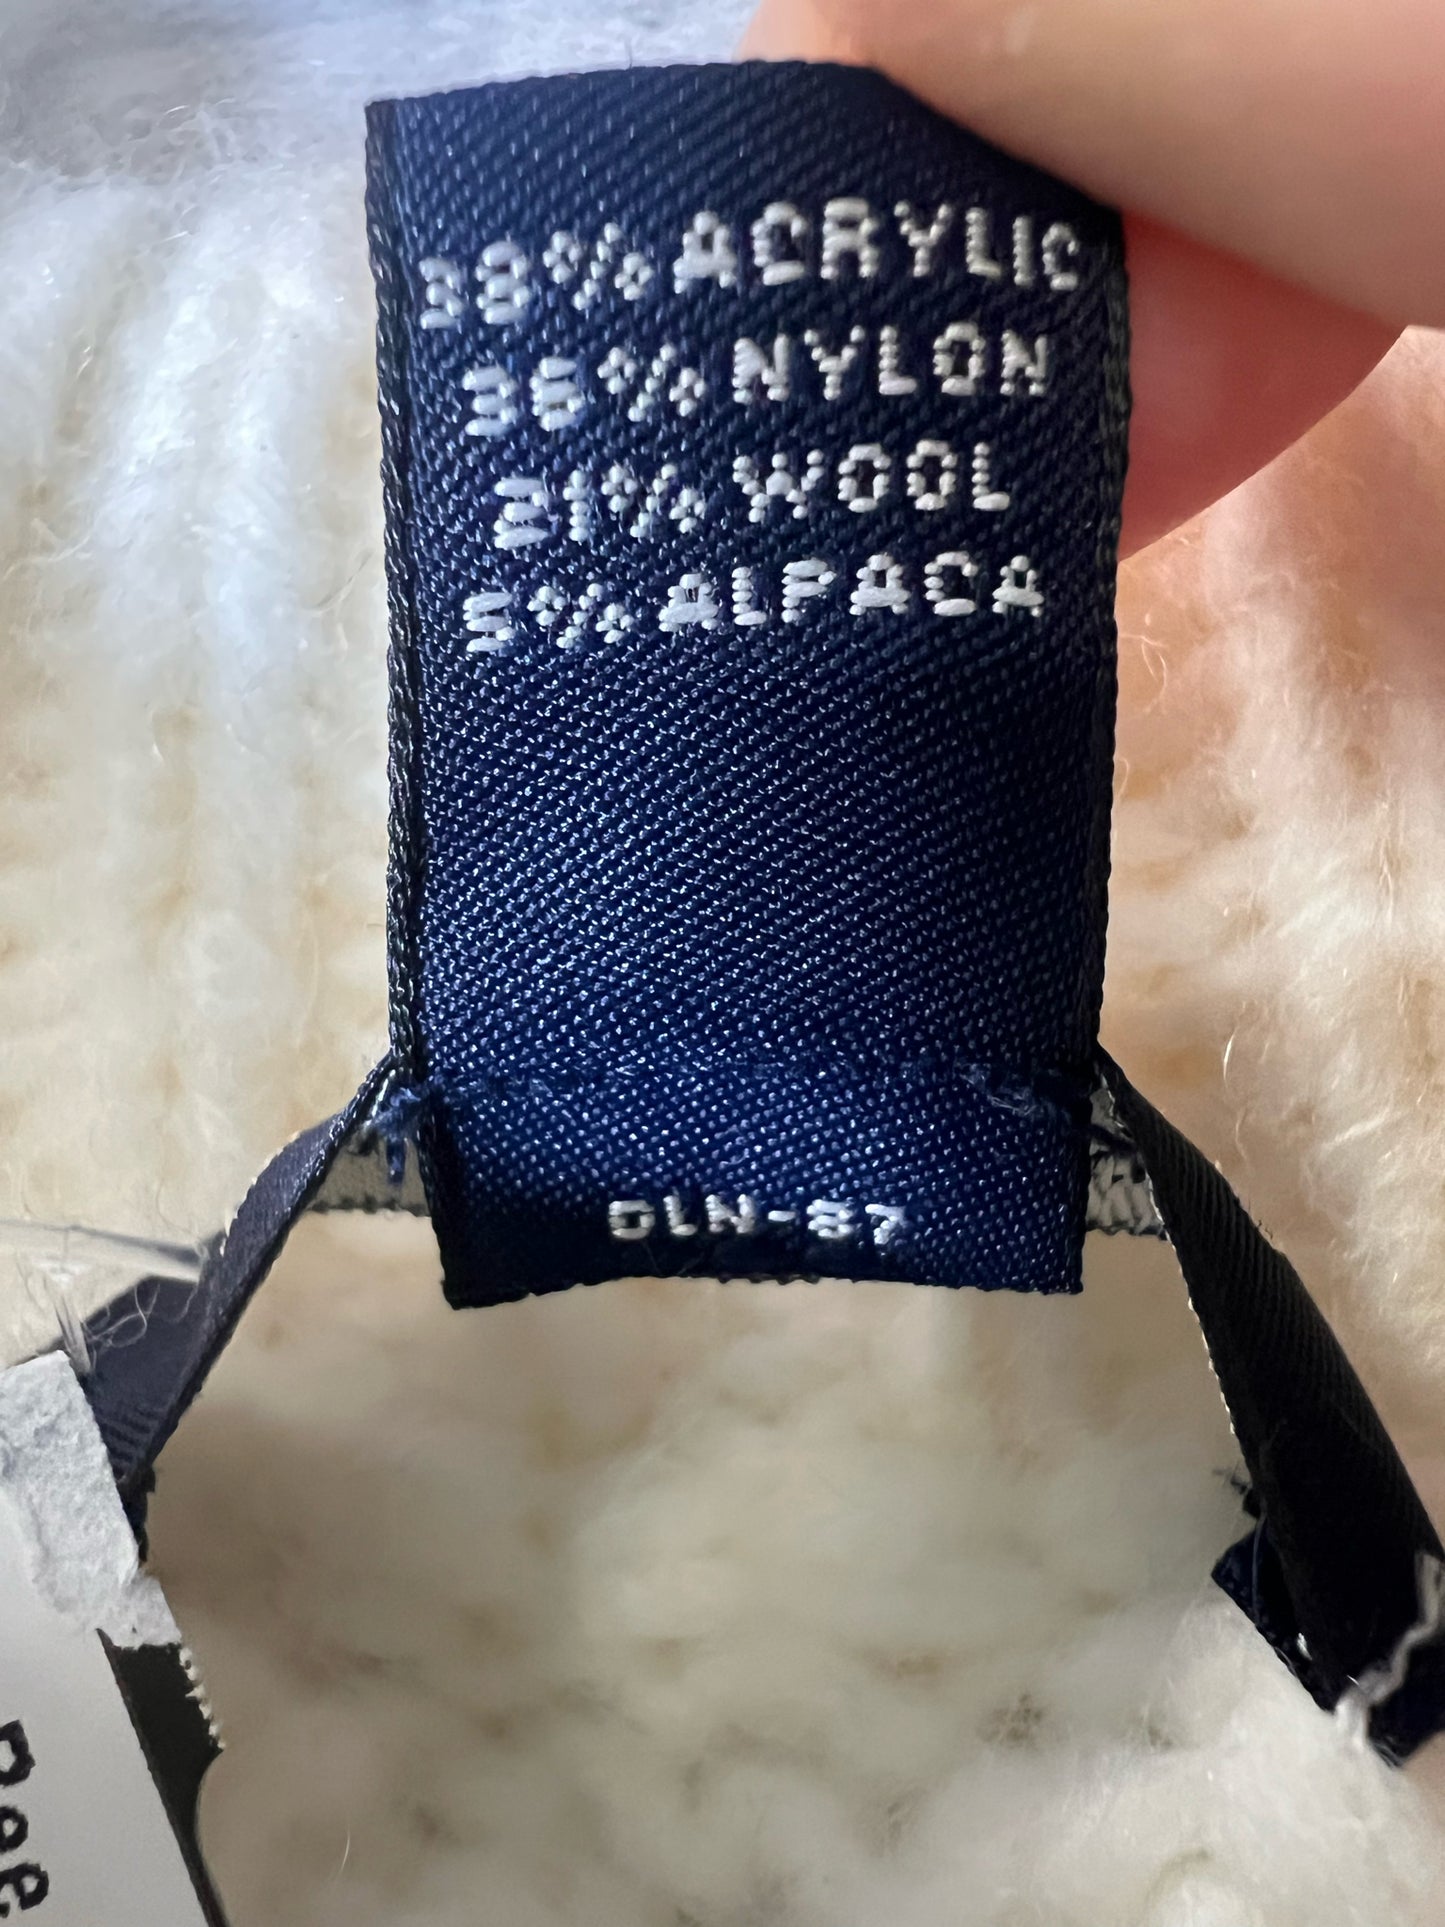 38% ACRYLIC
36% NYLON
21% WOOL
5% ALPACA
DLN-87